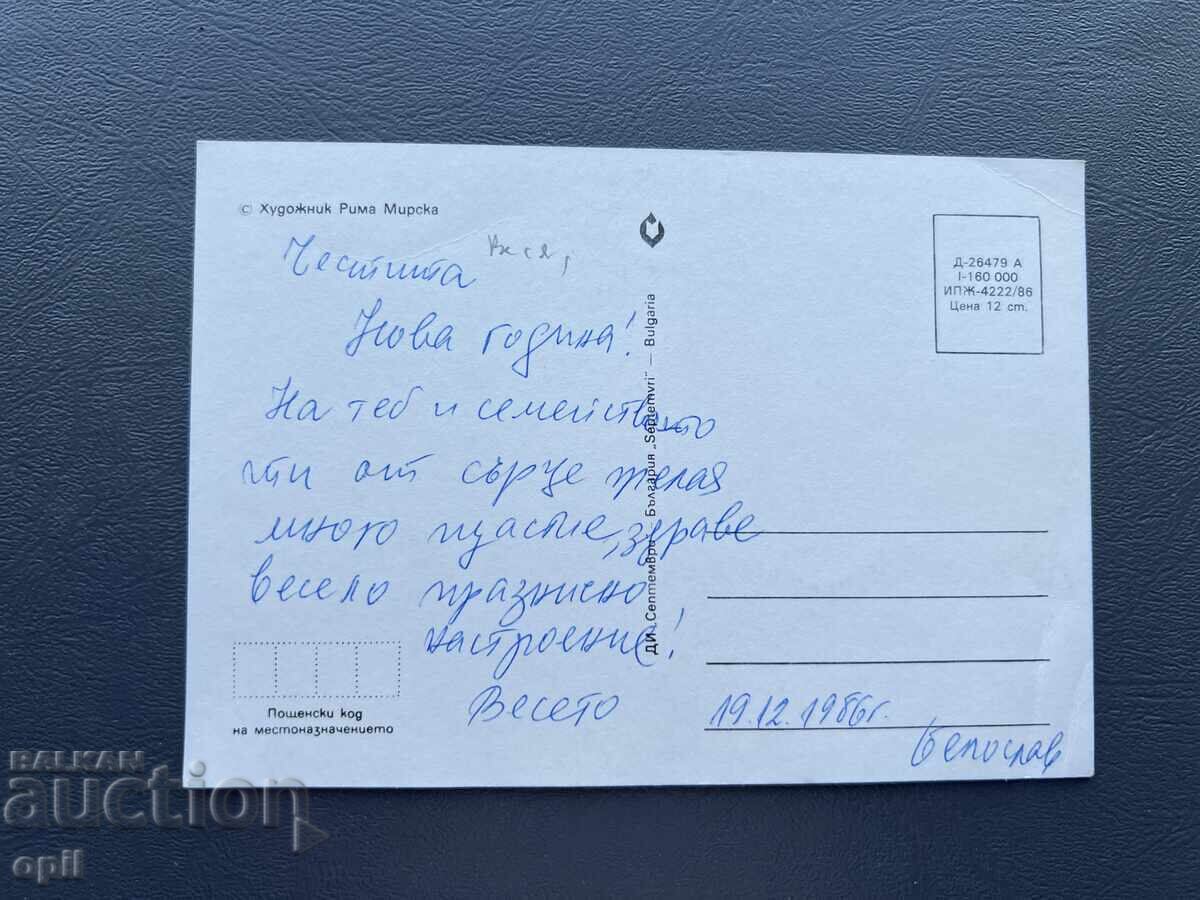 © Художник Рима Мирска
Честита
Нова година!
На теб и семейството
ти от сърце желая
много щастие, здраве
весело празнично
настроение!
Весето
19.12.1986г.
Белослав
Д-26479 А
I-160 000
ИПЖ-4222/86
Цена 12 ст.
ДИ „Септември" — България „Septemvri" — Bulgaria
Пощенски код
на местоназначението
BALKAN
auction
opil